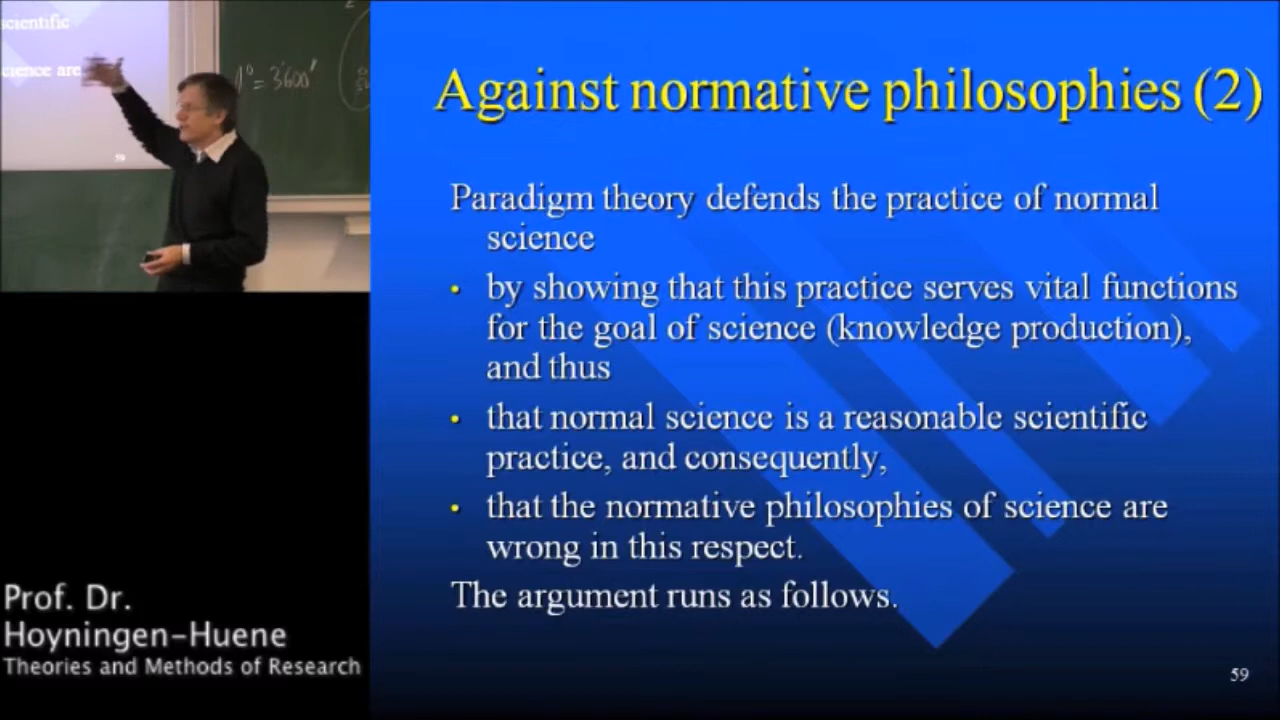 scientific
science are
59
1° = 3'600"
Against normative philosophies (2)
Paradigm theory defends the practice of normal
science
• by showing that this practice serves vital functions
for the goal of science (knowledge production),
and thus
• that normal science is a reasonable scientific
practice, and consequently,
• that the normative philosophies of science are
wrong in this respect.
The argument runs as follows.
59
Prof. Dr.
Hoyningen-Huene
Theories and Methods of Research